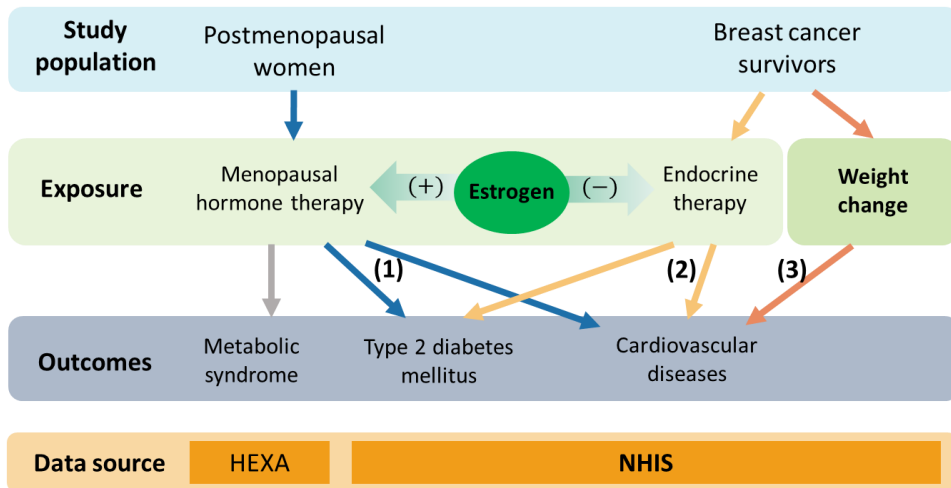 Study
population
Postmenopausal
women
Breast cancer
survivors
Exposure
Menopausal
hormone therapy
(+)
Estrogen
(−)
Endocrine
therapy
Weight
change
(1)
(2)
(3)
Outcomes
Metabolic
syndrome
Type 2 diabetes
mellitus
Cardiovascular
diseases
Data source
HEXA
NHIS